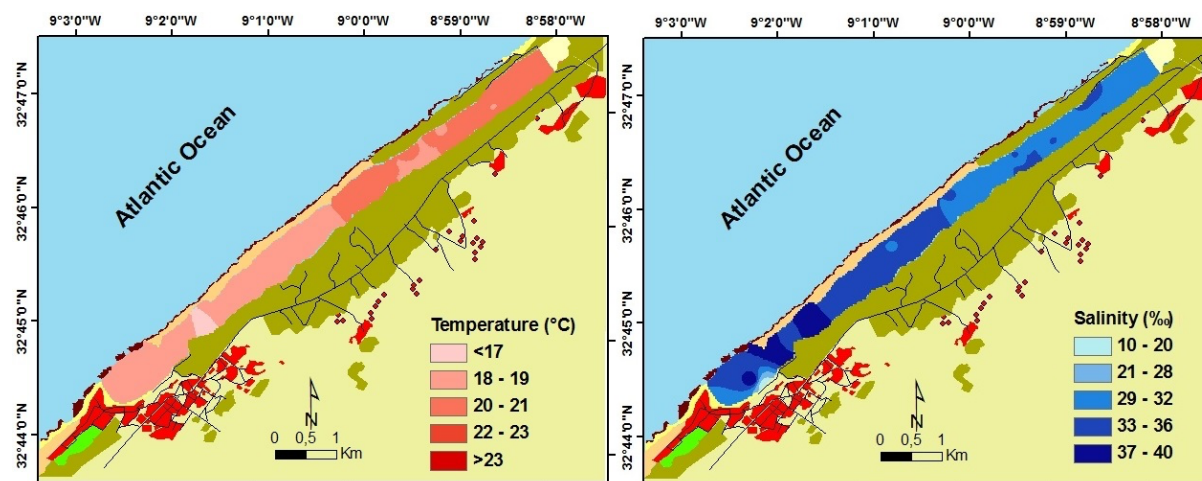 9°3'0"W 9°2'0"W 9°1'0"W 9°0'0"W 8°59'0"W 8°58'0"W
32°47'0"N
32°46'0"N
32°45'0"N
32°44'0"N
Atlantic Ocean
Temperature (°C)
<17
18 - 19
20 - 21
22 - 23
>23
N
0 0,5 1
Km
9°3'0"W 9°2'0"W 9°1'0"W 9°0'0"W 8°59'0"W 8°58'0"W
32°47'0"N
32°46'0"N
32°45'0"N
32°44'0"N
Atlantic Ocean
Salinity (‰)
10 - 20
21 - 28
29 - 32
33 - 36
37 - 40
N
0 0,5 1
Km